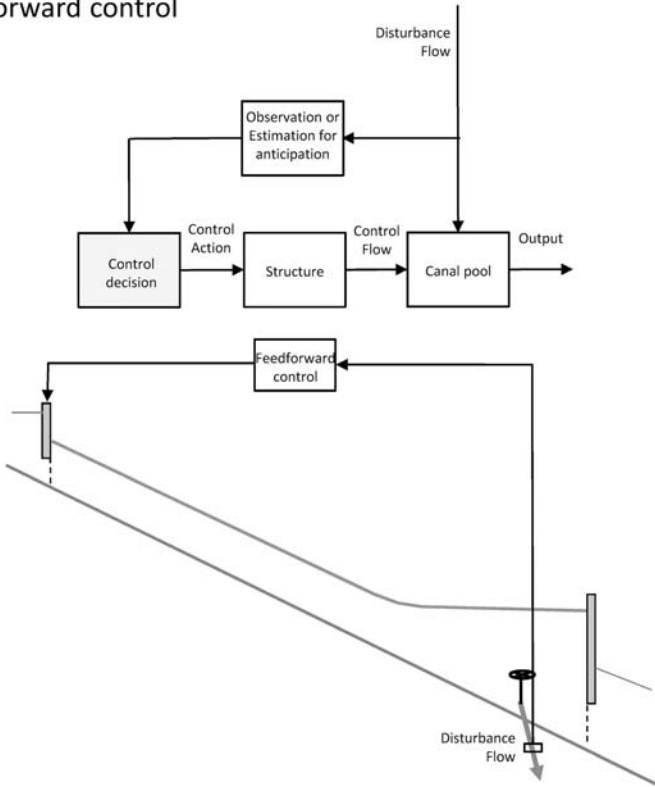 orward control
Disturbance
Flow
Observation or
Estimation for
anticipation
Control
decision
Control
Action
Structure
Control
Flow
Canal pool
Output
Feedforward
control
Disturbance
Flow